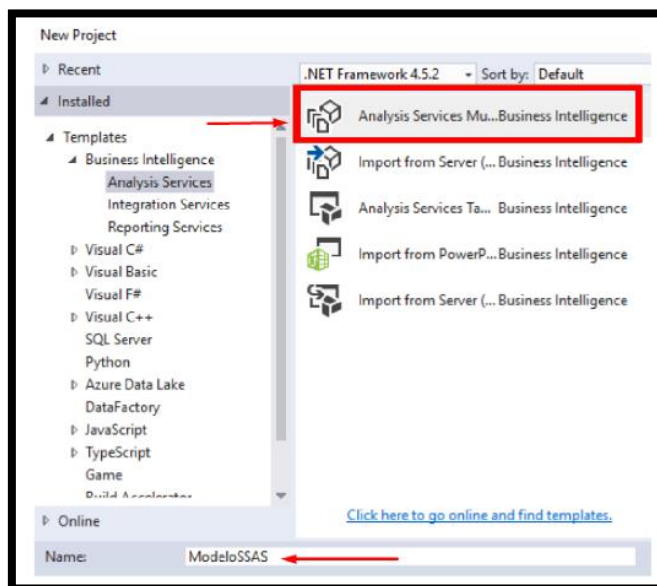 New Project
Recent
.NET Framework 4.5.2 Sort by: Default
Installed
Templates
Business Intelligence
Analysis Services
Integration Services
Reporting Services
Visual C#
Visual Basic
Visual F#
Visual C++
SQL Server
Python
Azure Data Lake
DataFactory
JavaScript
TypeScript
Game
Build Accelerator
Analysis Services Mu...Business Intelligence
Import from Server (... Business Intelligence
Analysis Services Ta... Business Intelligence
Import from PowerP...Business Intelligence
Import from Server (... Business Intelligence
Click here to go online and find templates.
Online
Name: ModeloSSAS